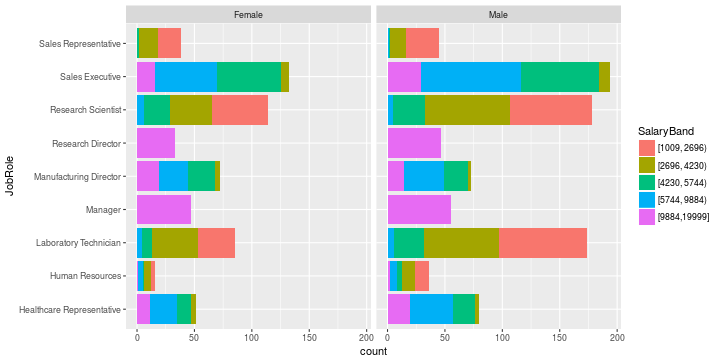 Female
Male
JobRole
Sales Representative
Sales Executive
Research Scientist
Research Director
Manufacturing Director
Manager
Laboratory Technician
Human Resources
Healthcare Representative
0 50 100 150 200
0 50 100 150 200
count
SalaryBand
[1009, 2696)
[2696, 4230)
[4230, 5744)
[5744, 9884)
[9884,19999]